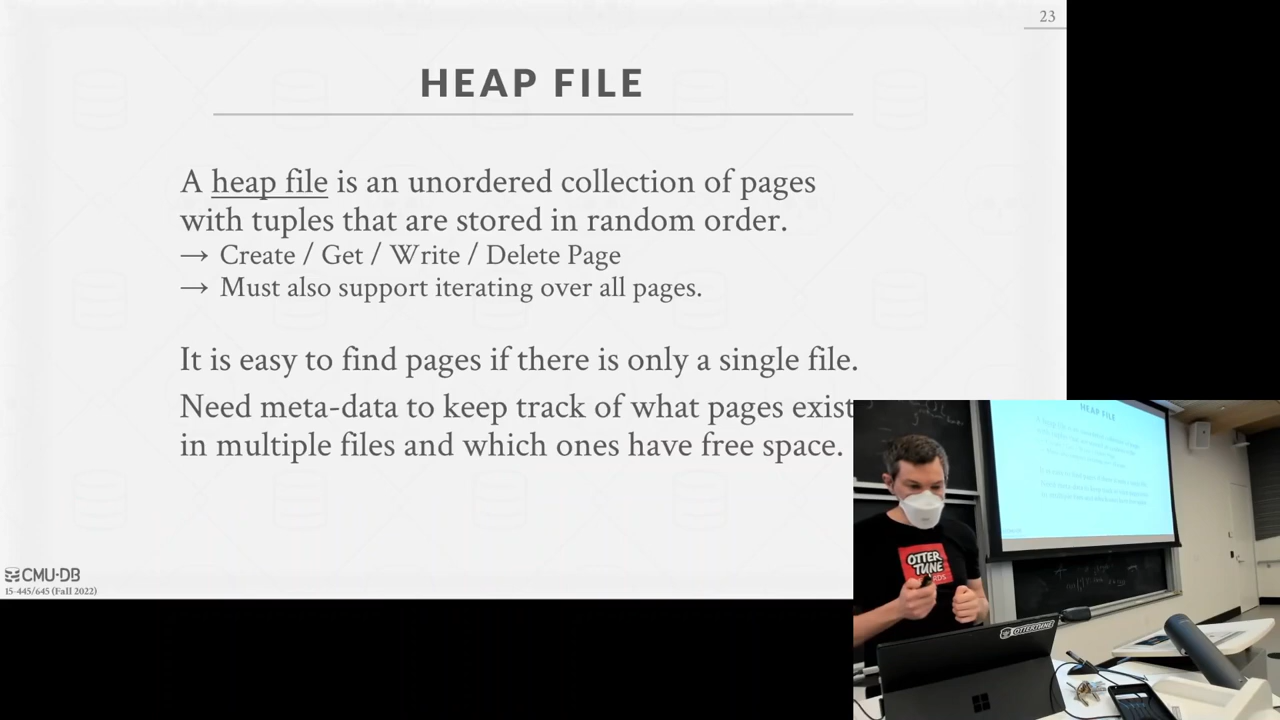 23
HEAP FILE
A heap file is an unordered collection of pages
with tuples that are stored in random order.
→ Create / Get / Write / Delete Page
→ Must also support iterating over all pages.
It is easy to find pages if there is only a single file.
Need meta-data to keep track of what pages exist
in multiple files and which ones have free space.
CMU·DB
15-445/645 (Fall 2022)
HEAP FILE
OTTER
TUNE
OTTERTUNE